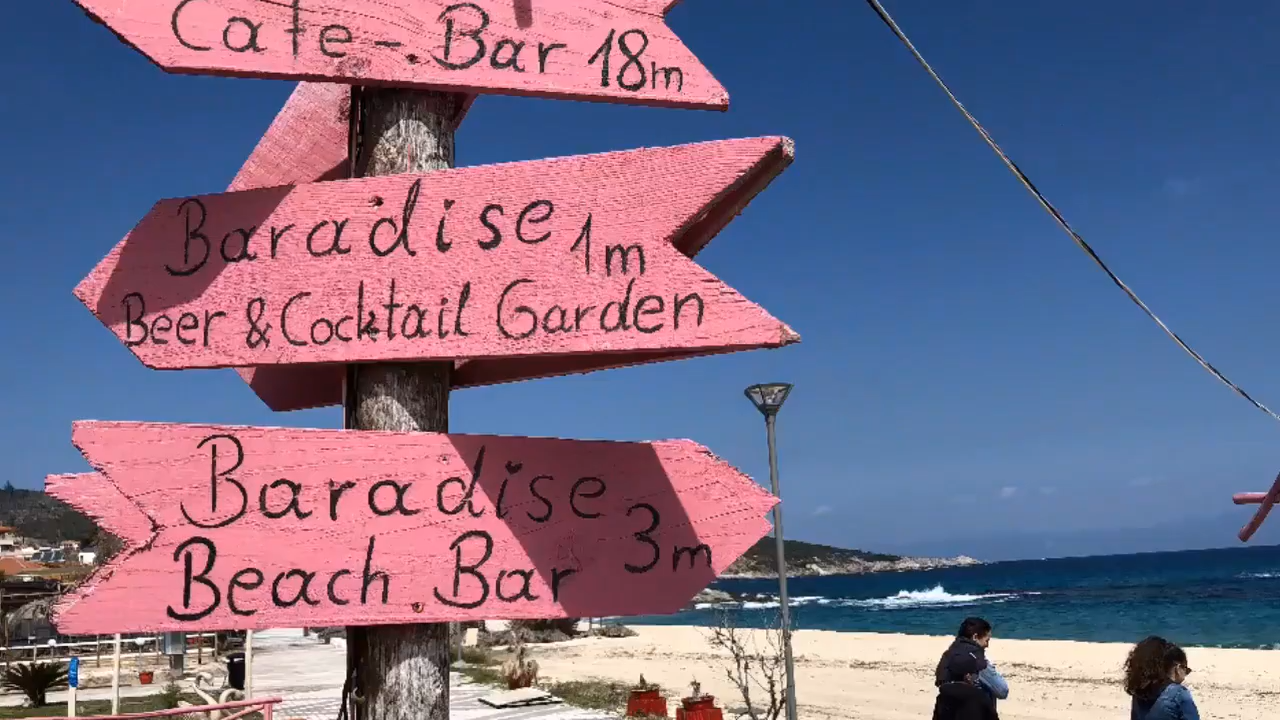 Cafe - Bar 18m
Baradise 1m
Beer & Cocktail Garden
Baradise 3m
Beach Bar